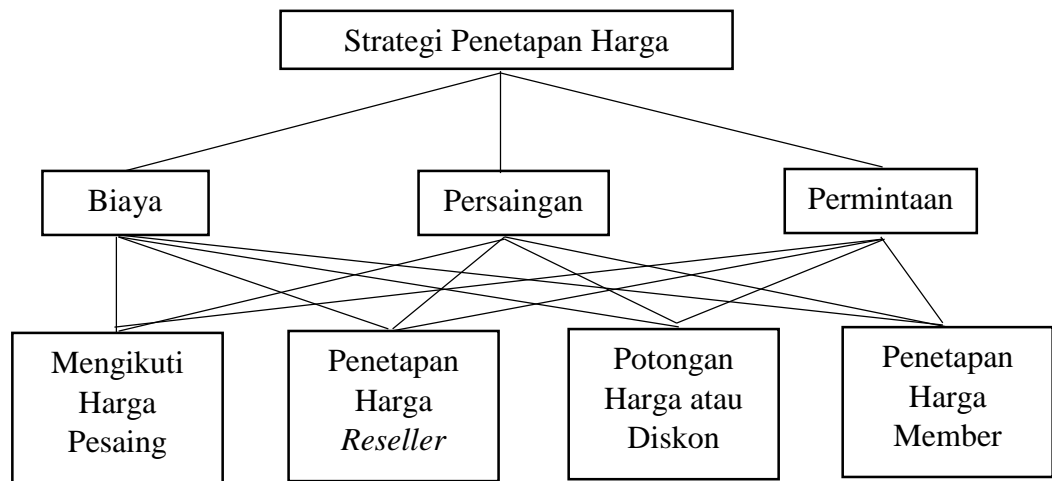 Strategi Penetapan Harga
Biaya
Persaingan
Permintaan
Mengikuti
Harga
Pesaing
Penetapan
Harga
Reseller
Potongan
Harga atau
Diskon
Penetapan
Harga
Member